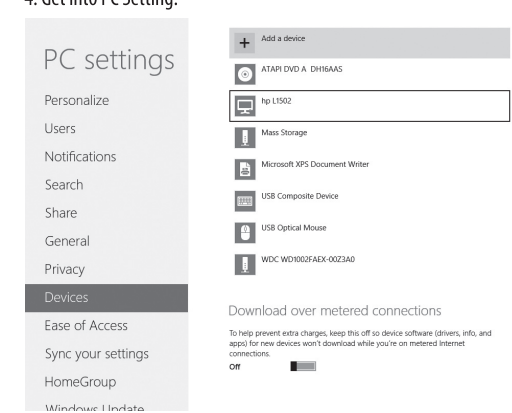 4. Get into PC Setting.
PC settings
Personalize
Users
Notifications
Search
Share
General
Privacy
Devices
Ease of Access
Sync your settings
HomeGroup
Windows Update
Add a device
ATAPI DVD A DH16AAS
hp L1502
Mass Storage
Microsoft XPS Document Writer
USB Composite Device
USB Optical Mouse
WDC WD1002FAEX-00Z3A0
Download over metered connections
To help prevent extra charges, keep this off so device software (drivers, info, and
apps) for new devices won't download while you're on metered Internet
connections.
Off